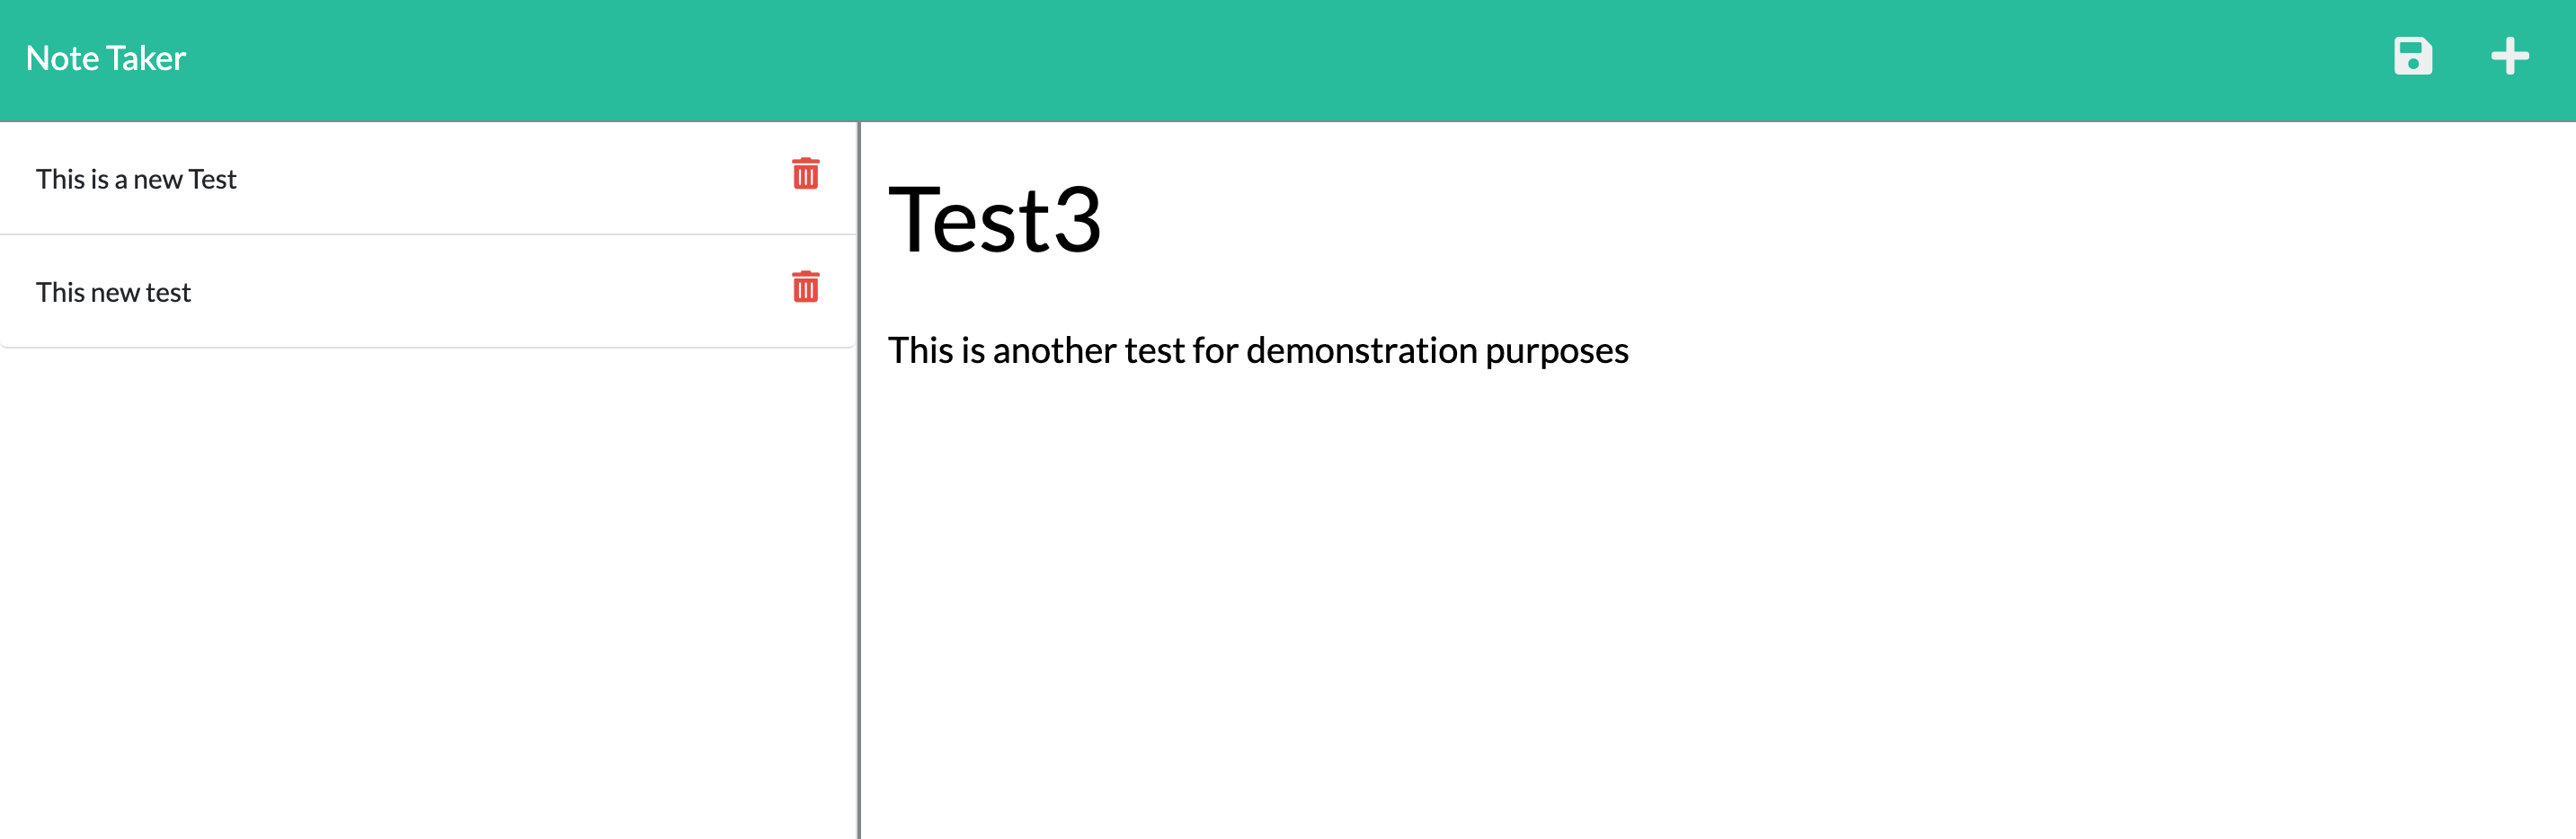 Note Taker
This is a new Test
This new test
Test3
This is another test for demonstration purposes